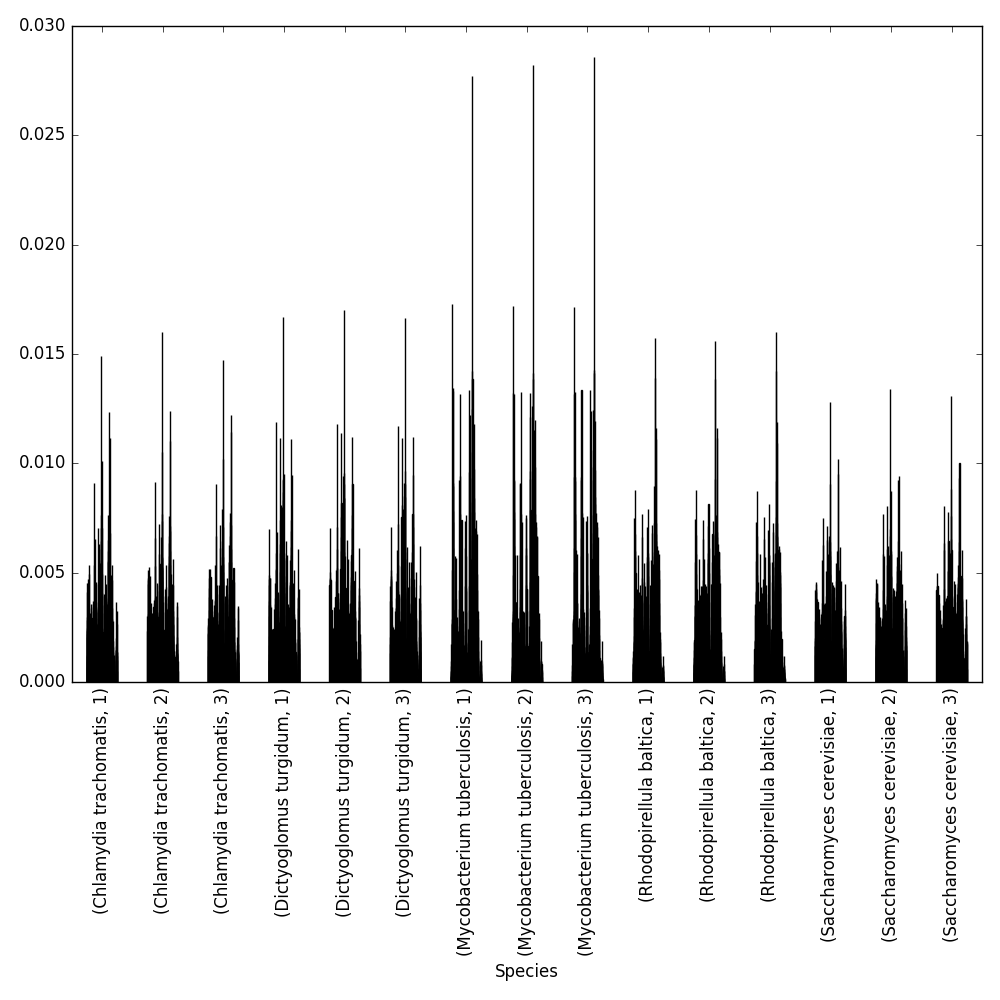 0.030
0.025
0.020
0.015
0.010
0.005
0.000
(Chlamydia trachomatis, 1)
(Chlamydia trachomatis, 2)
(Chlamydia trachomatis, 3)
(Dictyoglomus turgidum, 1)
(Dictyoglomus turgidum, 2)
(Dictyoglomus turgidum, 3)
(Mycobacterium tuberculosis, 1)
(Mycobacterium tuberculosis, 2)
(Mycobacterium tuberculosis, 3)
(Rhodopirellula baltica, 1)
(Rhodopirellula baltica, 2)
(Rhodopirellula baltica, 3)
(Saccharomyces cerevisiae, 1)
(Saccharomyces cerevisiae, 2)
(Saccharomyces cerevisiae, 3)
Species